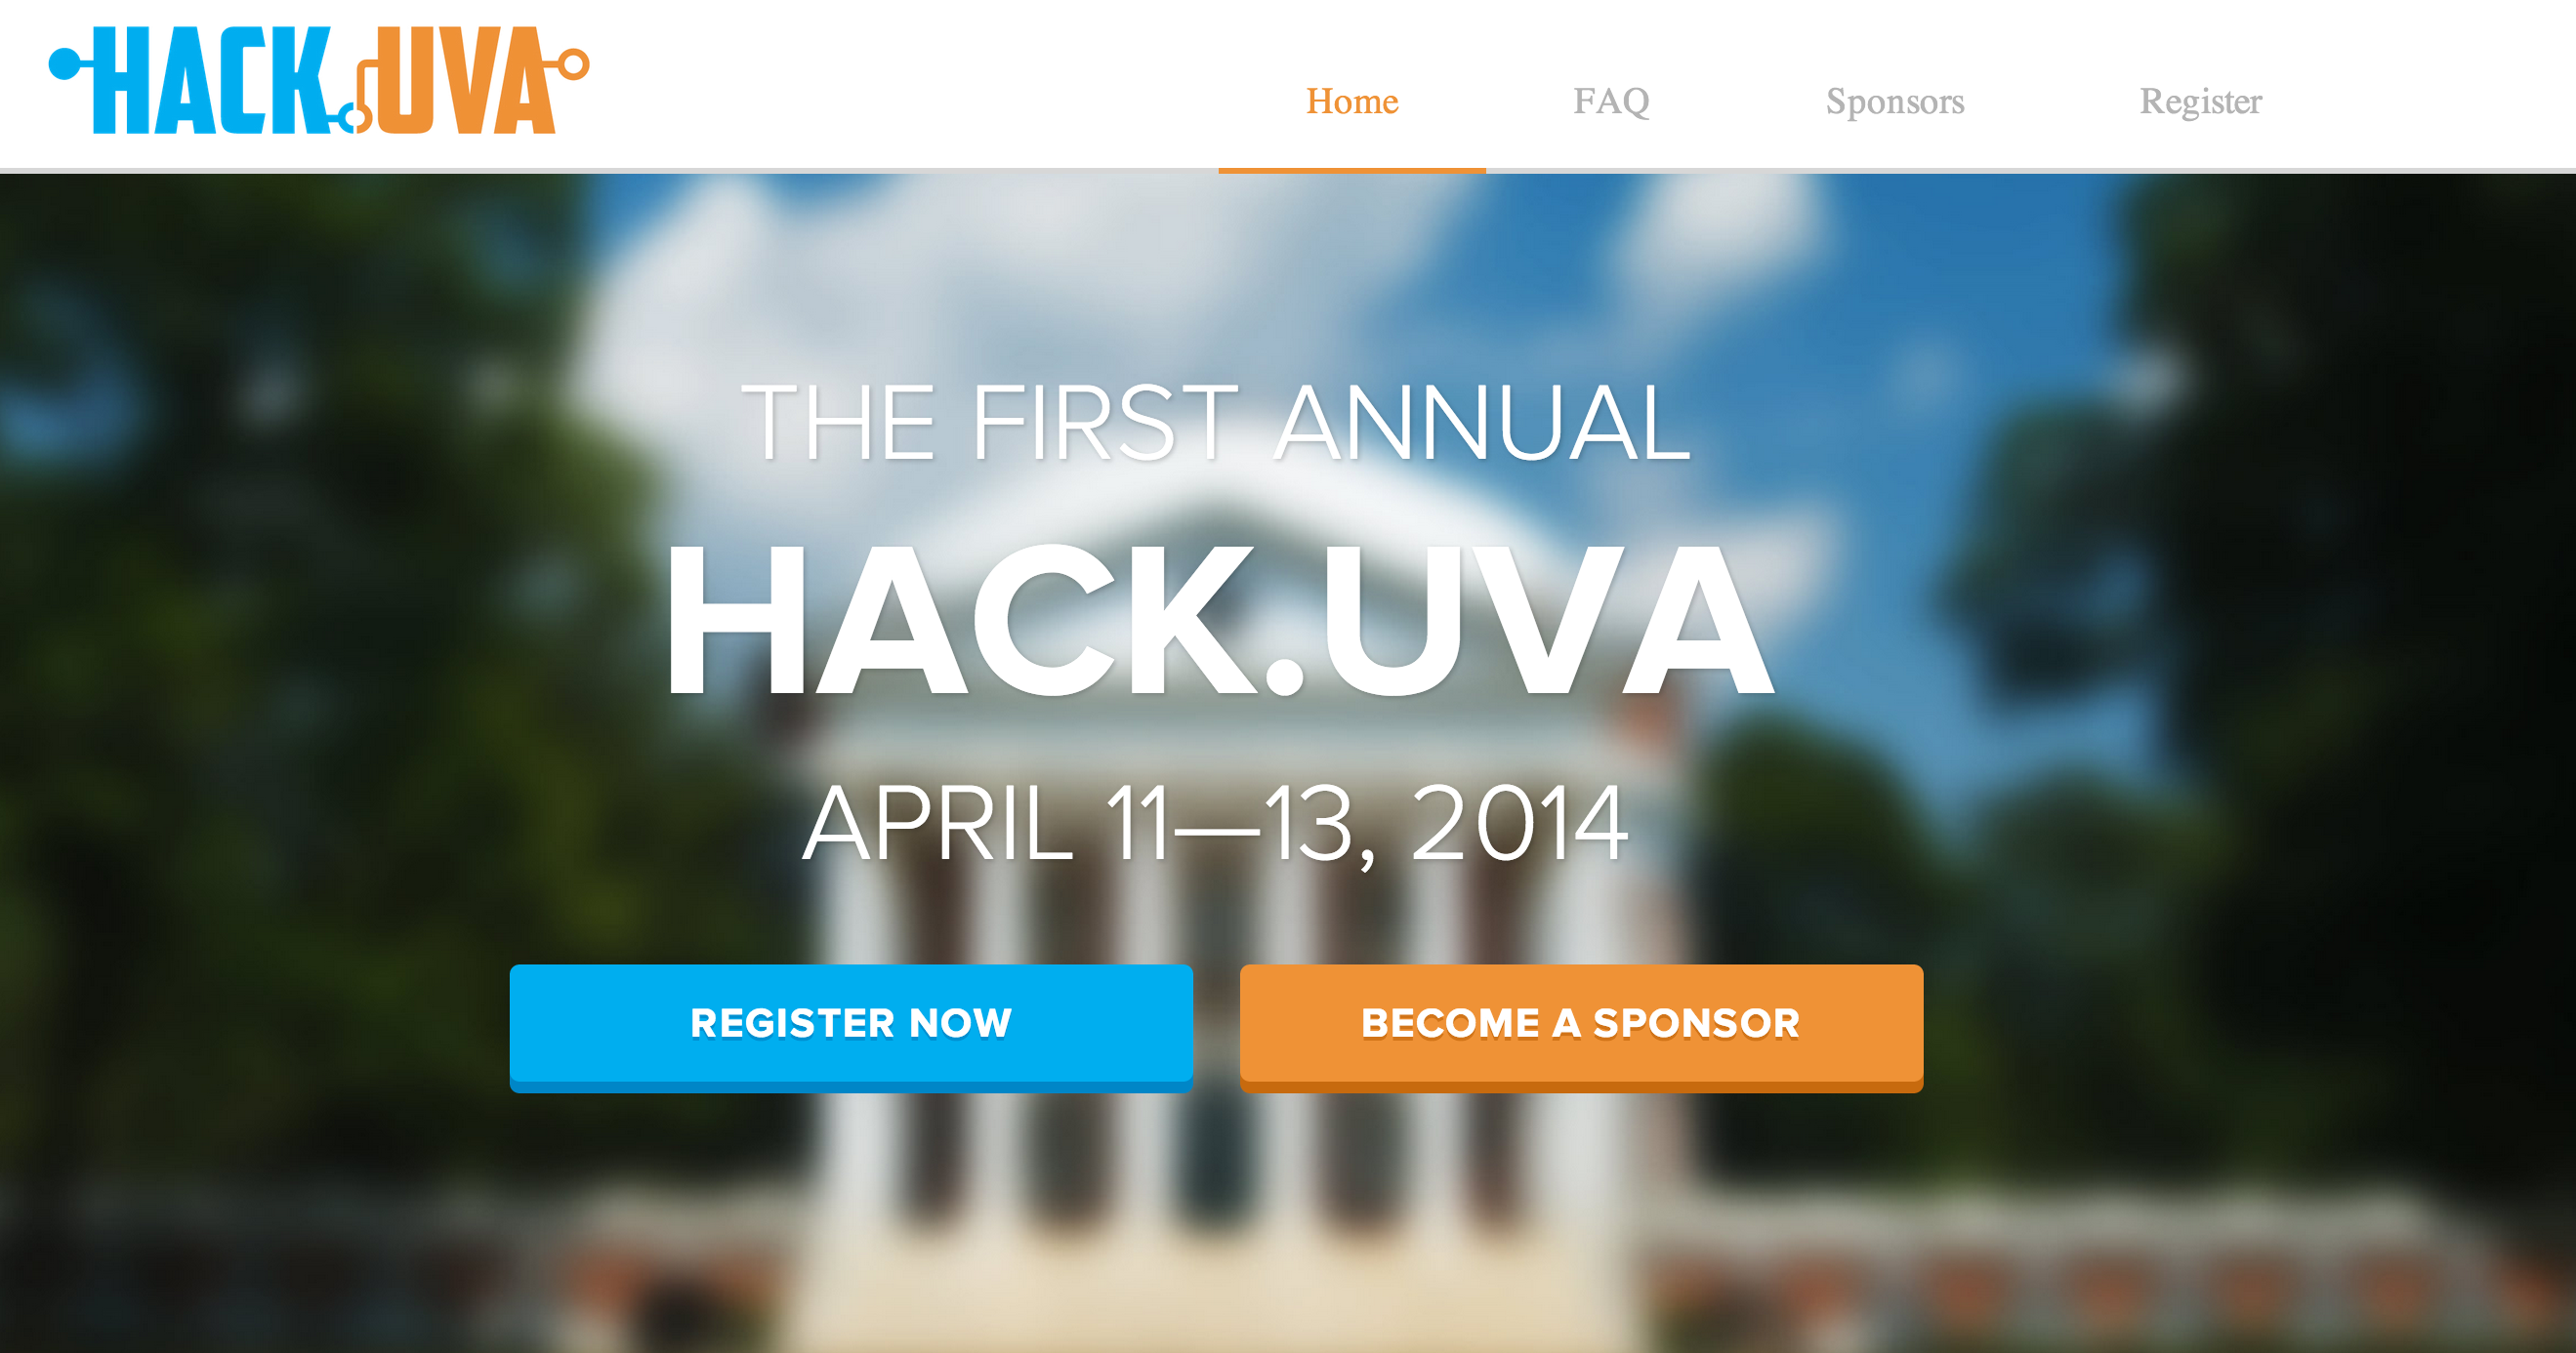 HACK.UVA
Home FAQ Sponsors Register
THE FIRST ANNUAL
HACK.UVA
APRIL 11—13, 2014
REGISTER NOW BECOME A SPONSOR